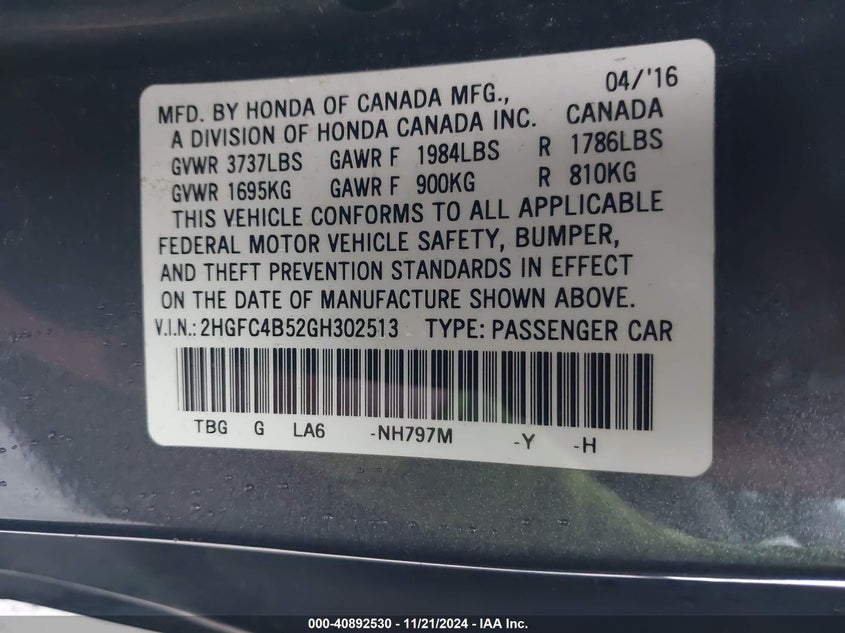 04/'16
MFD. BY HONDA OF CANADA MFG., CANADA
A DIVISION OF HONDA CANADA INC.
GVWR 3737LBS GAWR F 1984LBS R 1786LBS
GVWR 1695KG GAWR F 900KG R 810KG
THIS VEHICLE CONFORMS TO ALL APPLICABLE
FEDERAL MOTOR VEHICLE SAFETY, BUMPER,
AND THEFT PREVENTION STANDARDS IN EFFECT
ON THE DATE OF MANUFACTURE SHOWN ABOVE.
V.I.N.: 2HGFC4B52GH302513 TYPE: PASSENGER CAR
TBG G LA6 -NH797M -Y -H
000-40892530 - 11/21/2024 - IAA Inc.